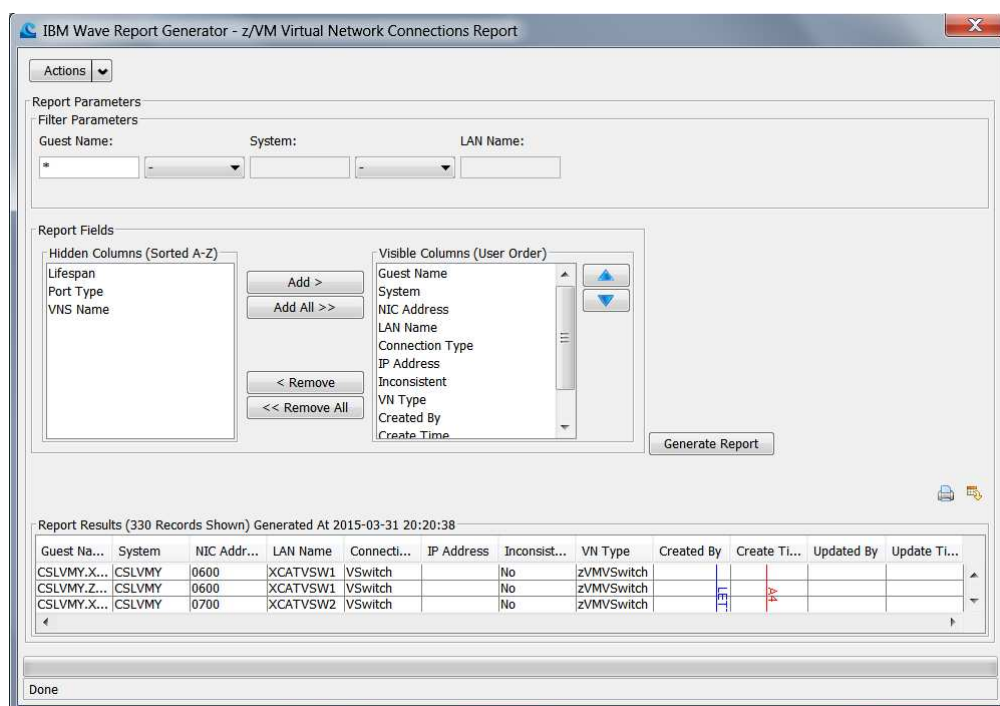 IBM Wave Report Generator - z/VM Virtual Network Connections Report
X
Actions
Report Parameters
Filter Parameters
Guest Name: System: LAN Name:
* - -
Report Fields
Hidden Columns (Sorted A-Z)
Lifespan
Port Type
VNS Name
Add >
Add All >>
< Remove
<< Remove All
Visible Columns (User Order)
Guest Name
System
NIC Address
LAN Name
Connection Type
IP Address
Inconsistent
VN Type
Created By
Create Time
Generate Report
Report Results (330 Records Shown) Generated At 2015-03-31 20:20:38
Guest Na... System NIC Addr... LAN Name Connecti... IP Address Inconsist... VN Type Created By Create Ti... Updated By Update Ti...
CSLVMY.X... CSLVMY 0600 XCATVSW1 VSwitch No zVMVSwitch
CSLVMY.Z... CSLVMY 0600 XCATVSW1 VSwitch No zVMVSwitch
CSLVMY.X... CSLVMY 0700 XCATVSW2 VSwitch No zVMVSwitch
LET
A4
Done